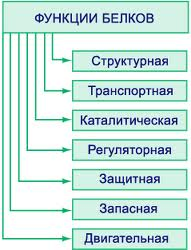 ФУНКЦИИ БЕЛКОВ
Структурная
Транспортная
Каталитическая
Регуляторная
Защитная
Запасная
Двигательная